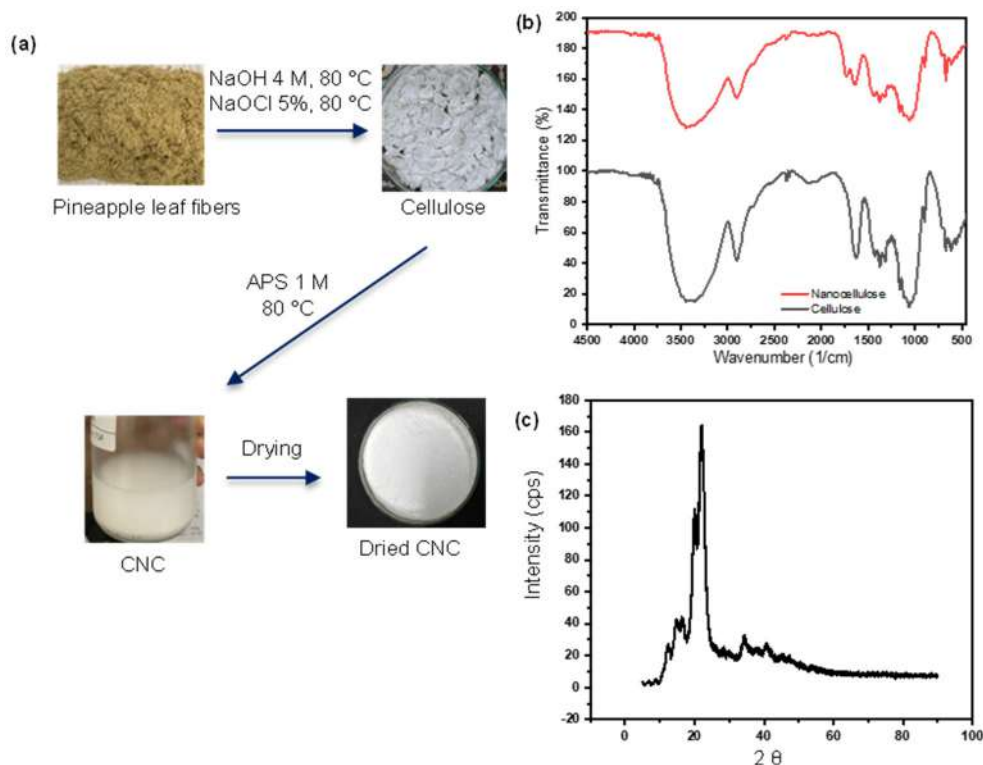 (a)
NaOH 4 M, 80 °C
NaOCl 5%, 80 °C
Pineapple leaf fibers
Cellulose
APS 1 M
80 °C
Drying
CNC
Dried CNC
(b)
Transmittance (%)
200
180
160
140
120
100
80
60
40
20
0
Nanocellulose
Cellulose
4500 4000 3500 3000 2500 2000 1500 1000 500
Wavenumber (1/cm)
(c)
Intensity (cps)
180
160
140
120
100
80
60
40
20
0
-20
0 20 40 60 80 100
2 θ